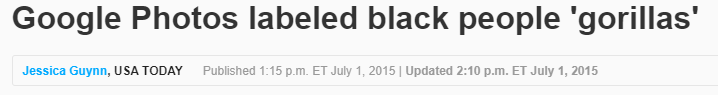 Google Photos labeled black people 'gorillas'
Jessica Guynn, USA TODAY Published 1:15 p.m. ET July 1, 2015 | Updated 2:10 p.m. ET July 1, 2015